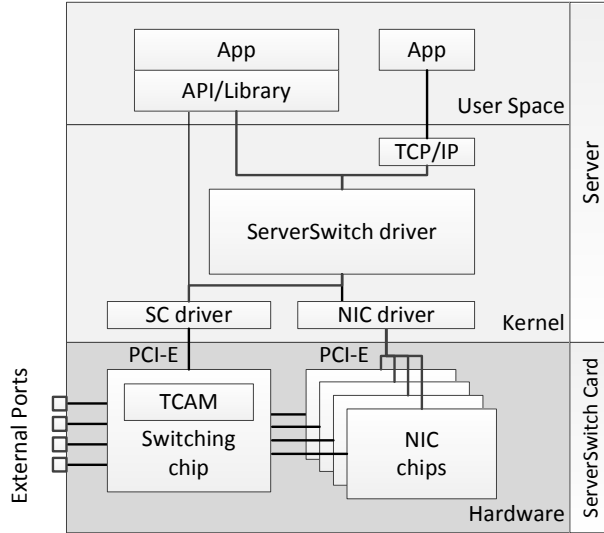 App
App
API/Library
User Space
TCP/IP
Server
ServerSwitch driver
SC driver
NIC driver
Kernel
PCI-E
PCI-E
External Ports
TCAM
Switching
chip
NIC
chips
ServerSwitch Card
Hardware